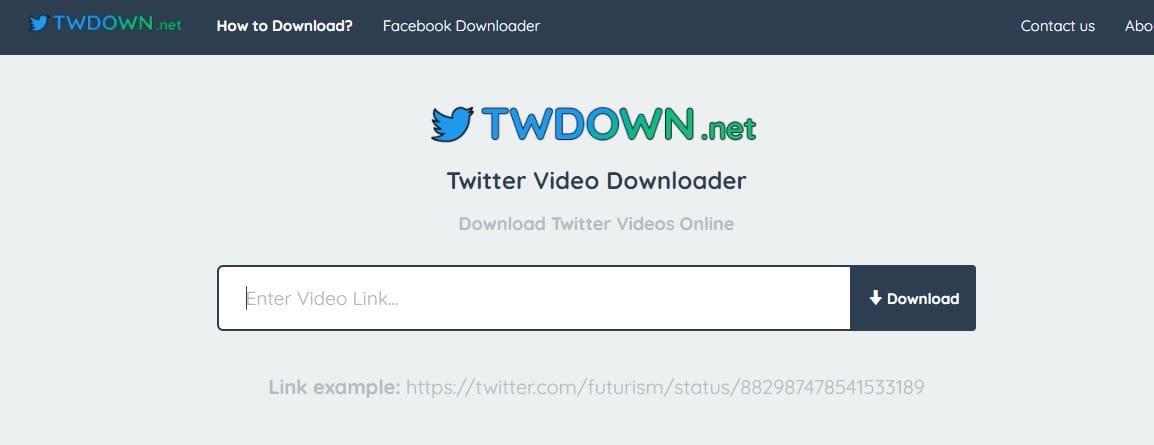 TWDOWN.net How to Download? Facebook Downloader Contact us Abo
TWDOWN.net
Twitter Video Downloader
Download Twitter Videos Online
Enter Video Link... Download
Link example: https://twitter.com/futurism/status/882987478541533189